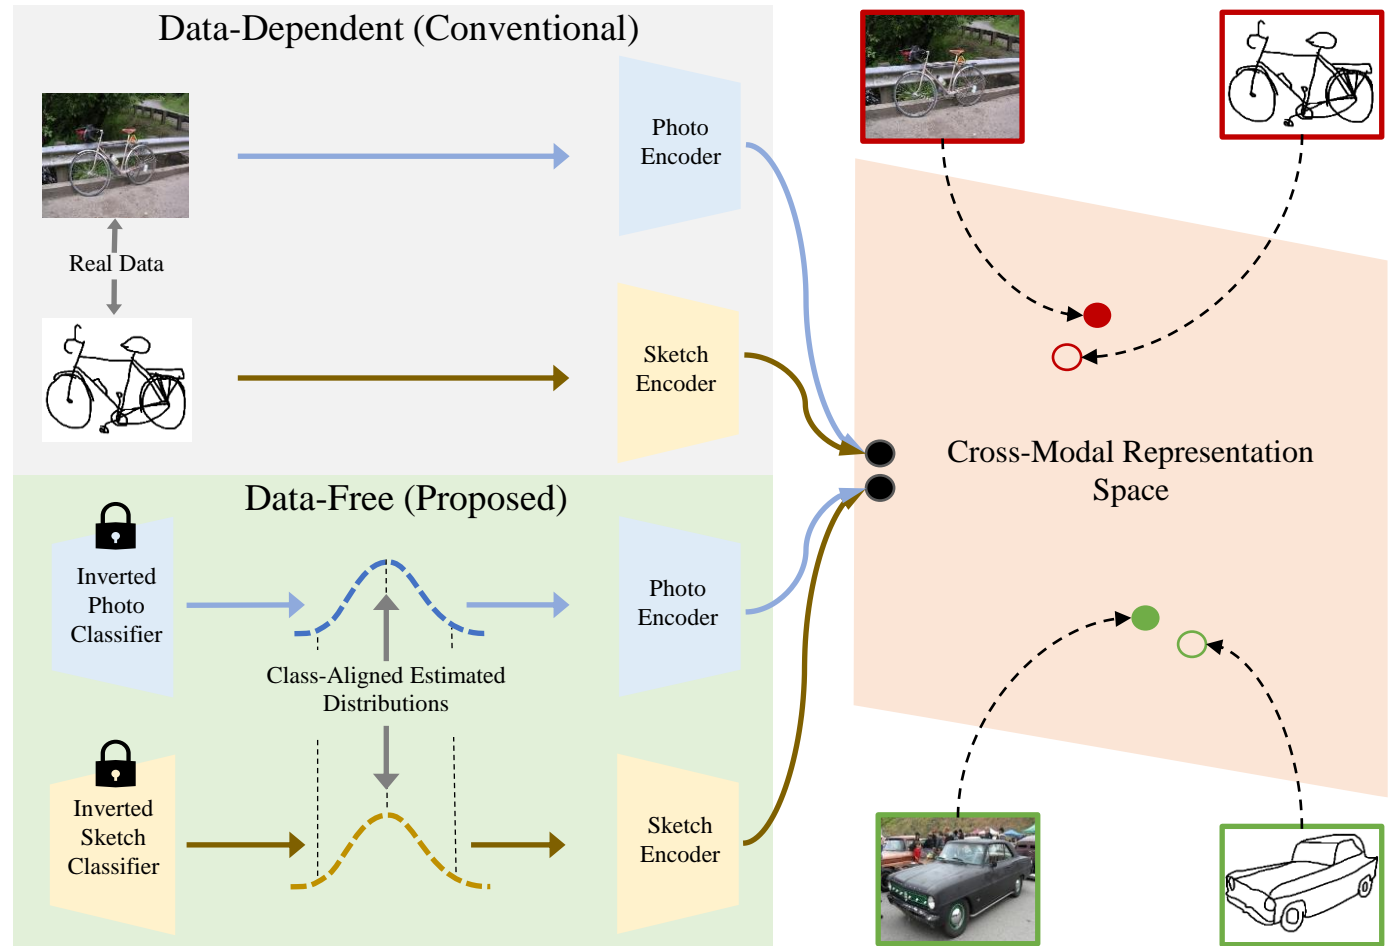 Data-Dependent (Conventional)
Photo
Encoder
Real Data
Sketch
Encoder
Data-Free (Proposed)
Inverted
Photo
Classifier
Class-Aligned Estimated
Distributions
Photo
Encoder
Inverted
Sketch
Classifier
Sketch
Encoder
Cross-Modal Representation
Space